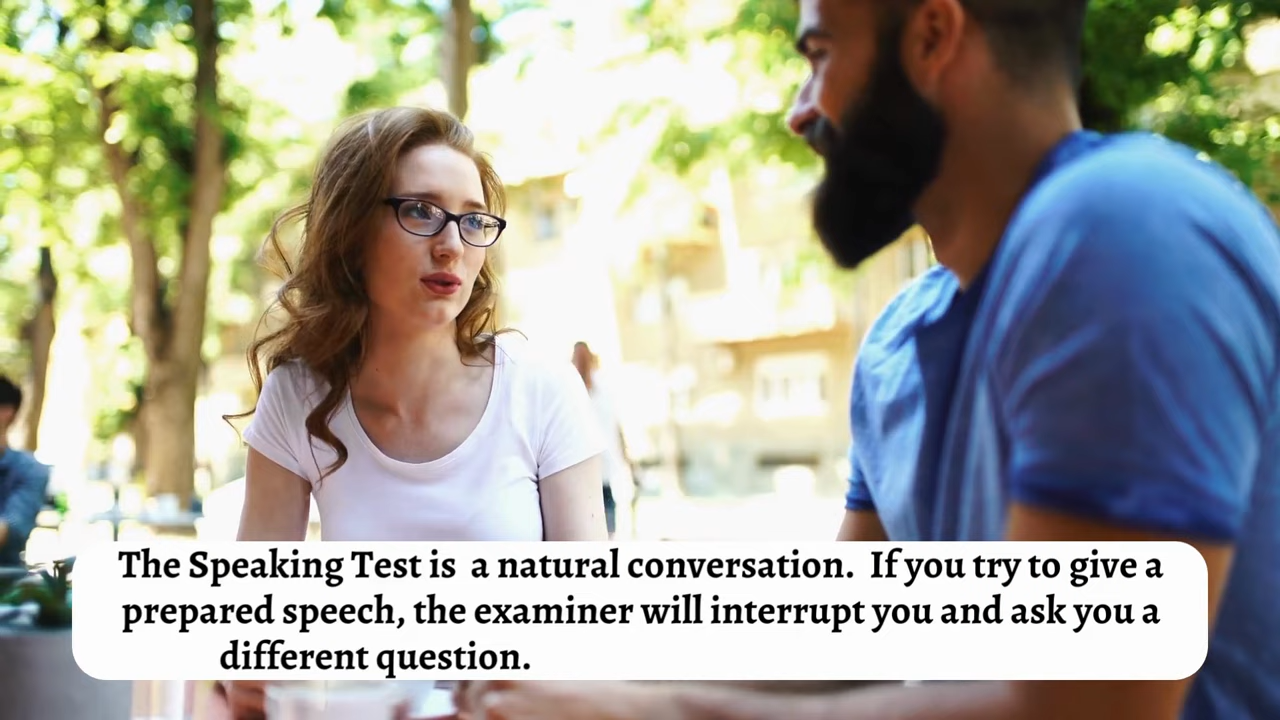 The Speaking Test is a natural conversation. If you try to give a
prepared speech, the examiner will interrupt you and ask you a
different question.